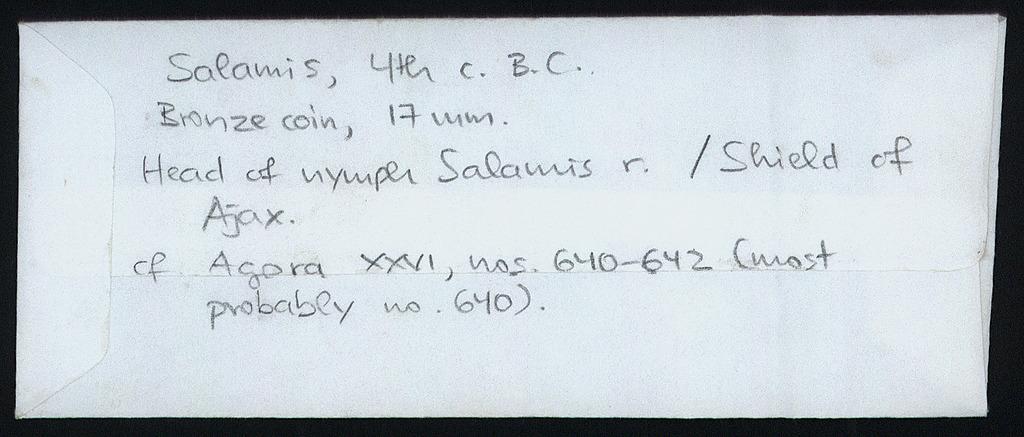 Salamis, 4th c. B.C.
Bronze coin, 17 mm.
Head of nymph Salamis r. / Shield of
Ajax.
cf Agora XXVI, nos. 640-642 (most
probably no. 640).